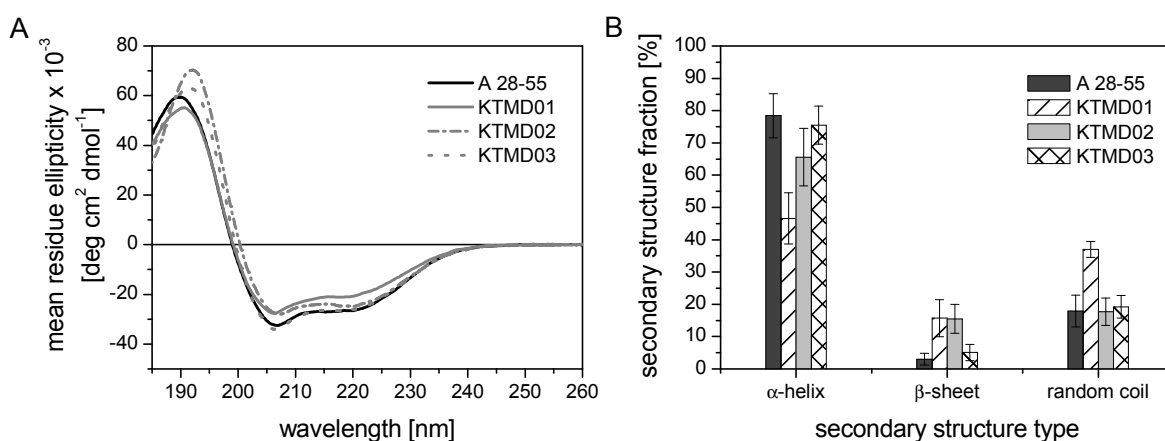 A
mean residue ellipticity x 10⁻³
[deg cm² dmol⁻¹]
80
60
40
20
0
-20
-40
190 200 210 220 230 240 250 260
wavelength [nm]
A 28-55
KTMD01
KTMD02
KTMD03
B
secondary structure fraction [%]
100
90
80
70
60
50
40
30
20
10
0
α-helix β-sheet random coil
secondary structure type
A 28-55
KTMD01
KTMD02
KTMD03